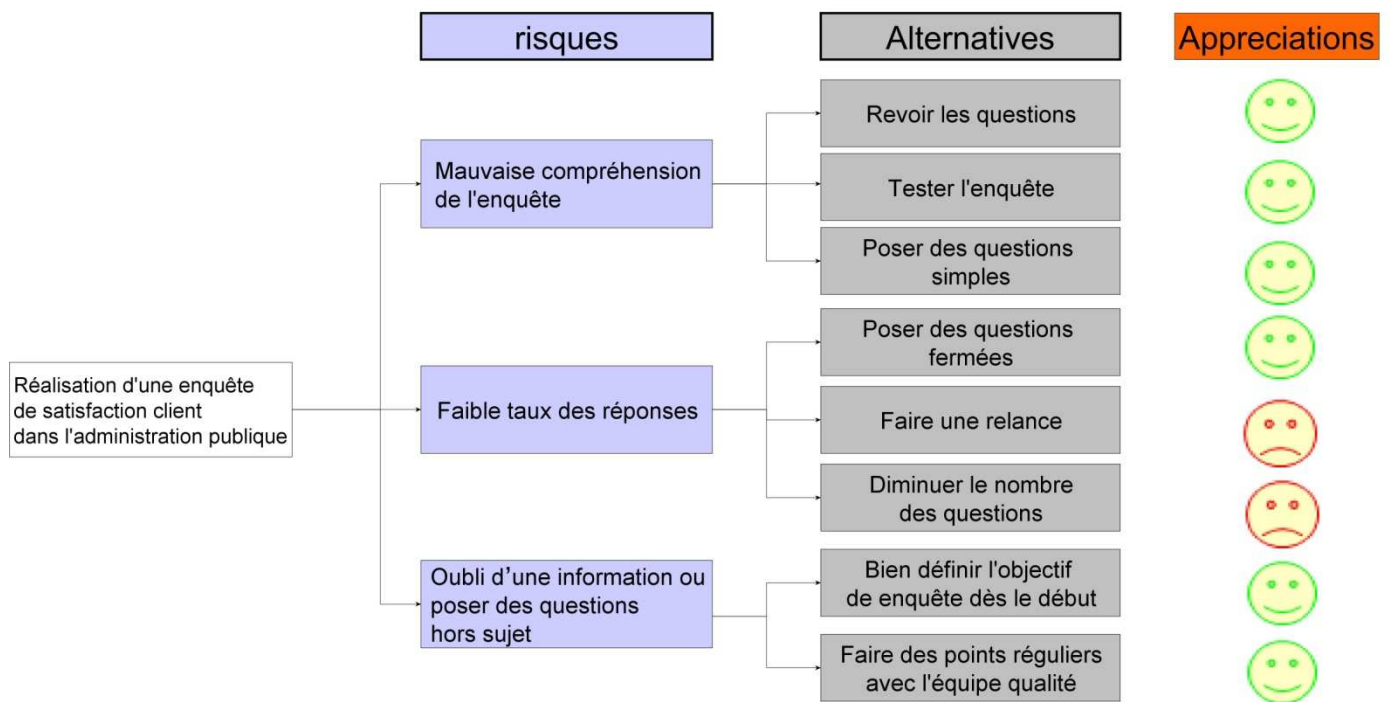 risques
Alternatives
Appreciations
Revoir les questions
Mauvaise compréhension
de l'enquête
Tester l'enquête
Poser des questions
simples
Poser des questions
fermées
Réalisation d'une enquête
de satisfaction client
dans l'administration publique
Faible taux des réponses
Faire une relance
Diminuer le nombre
des questions
Oubli d’une information ou
poser des questions
hors sujet
Bien définir l'objectif
de enquête dès le début
Faire des points réguliers
avec l'équipe qualité